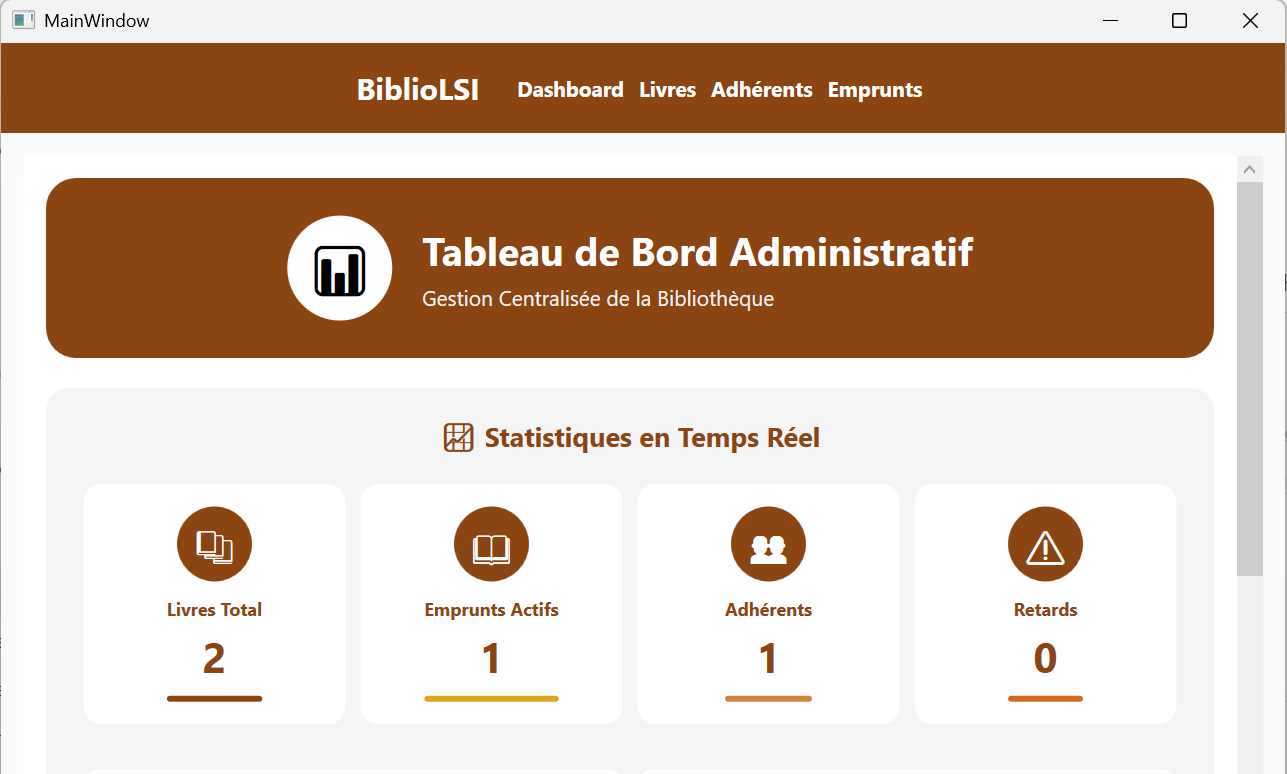 MainWindow
BiblioLSI Dashboard Livres Adhérents Emprunts
Tableau de Bord Administratif
Gestion Centralisée de la Bibliothèque
Statistiques en Temps Réel
Livres Total
2
Emprunts Actifs
1
Adhérents
1
Retards
0